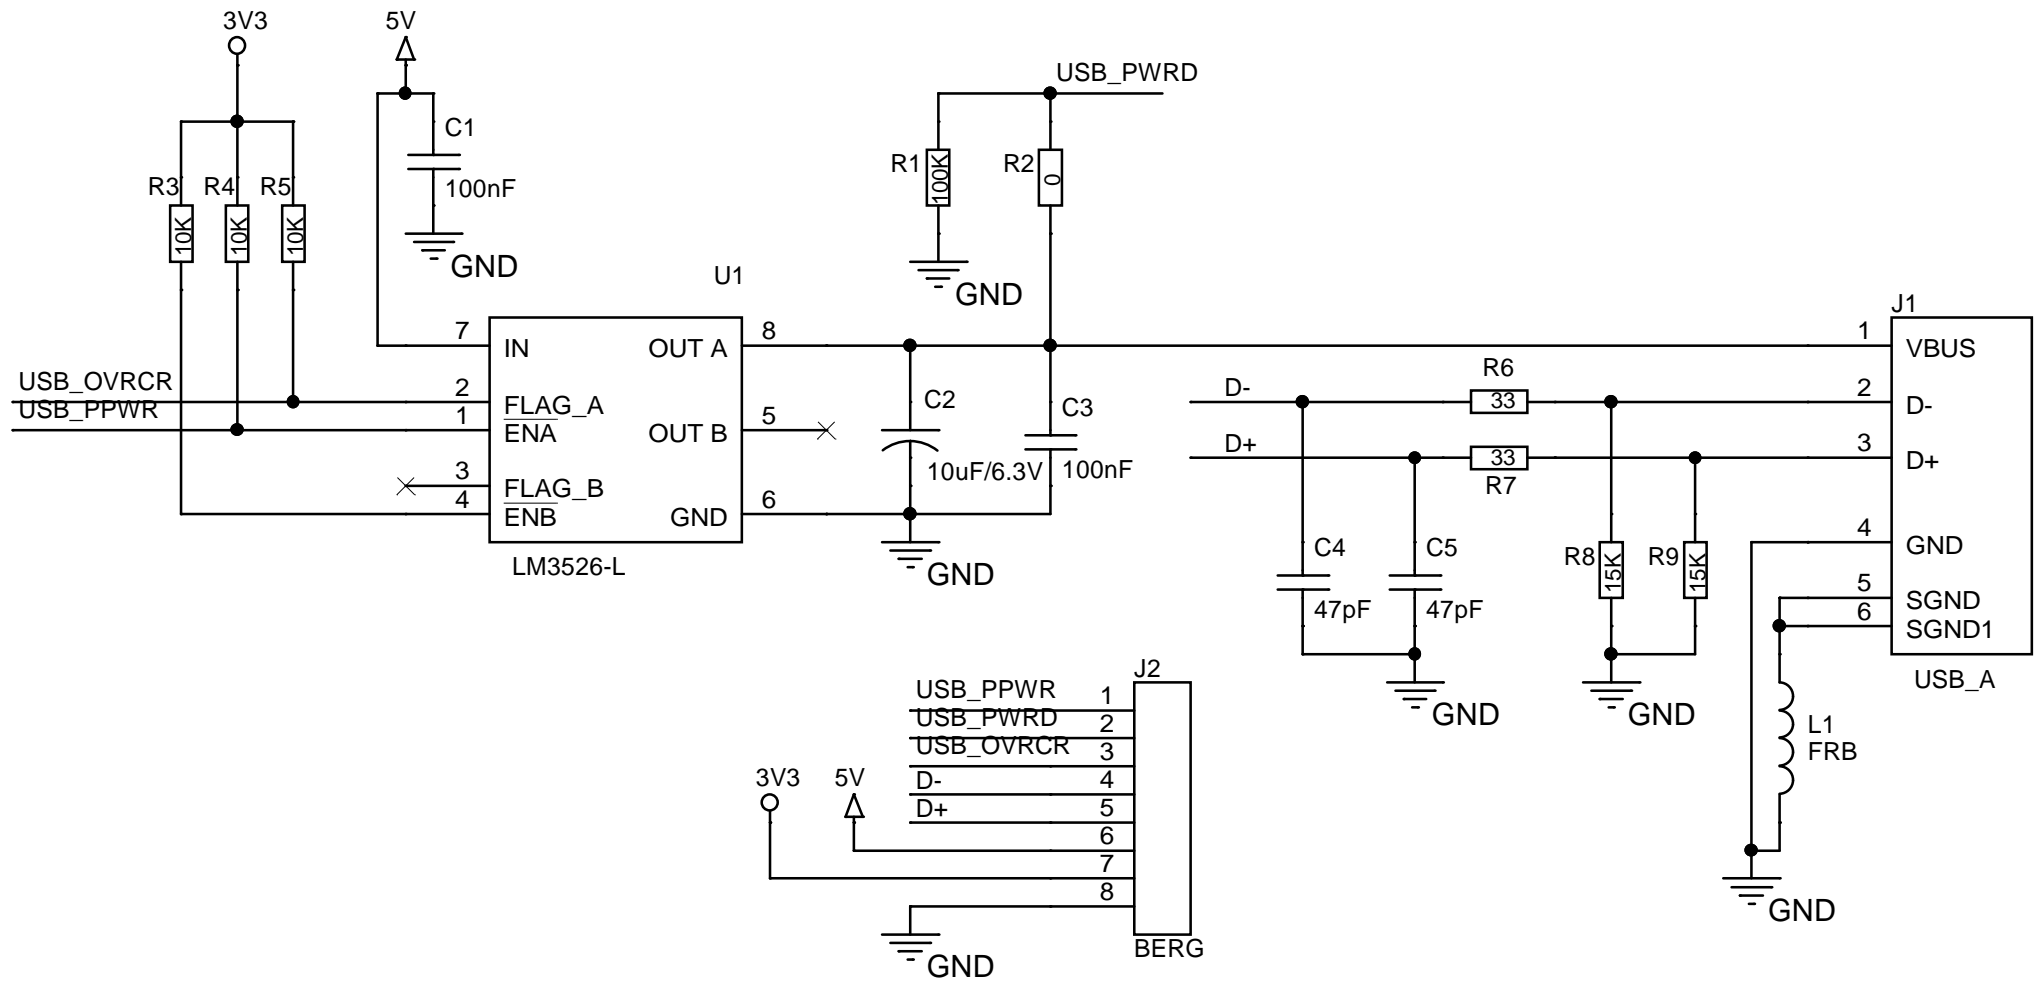 3V3
5V
USB_PWRD
C1
100nF
GND
R3
10K
R4
10K
R5
10K
R1
100K
GND
R2
0
U1
7
IN
OUT A
8
USB_OVRCR
2
FLAG_A
USB_PPWR
1
ENA
OUT B
5
3
FLAG_B
4
ENB
GND
6
LM3526-L
C2
10uF/6.3V
C3
100nF
GND
J1
1
VBUS
D-
R6
33
2
D-
D+
33
R7
3
D+
4
GND
C4
47pF
C5
47pF
GND
R8
15K
R9
15K
GND
5
SGND
6
SGND1
USB_A
L1
FRB
GND
J2
USB_PPWR
1
USB_PWRD
2
USB_OVRCR
3
D-
4
D+
5
3V3
5V
6
7
8
GND
BERG